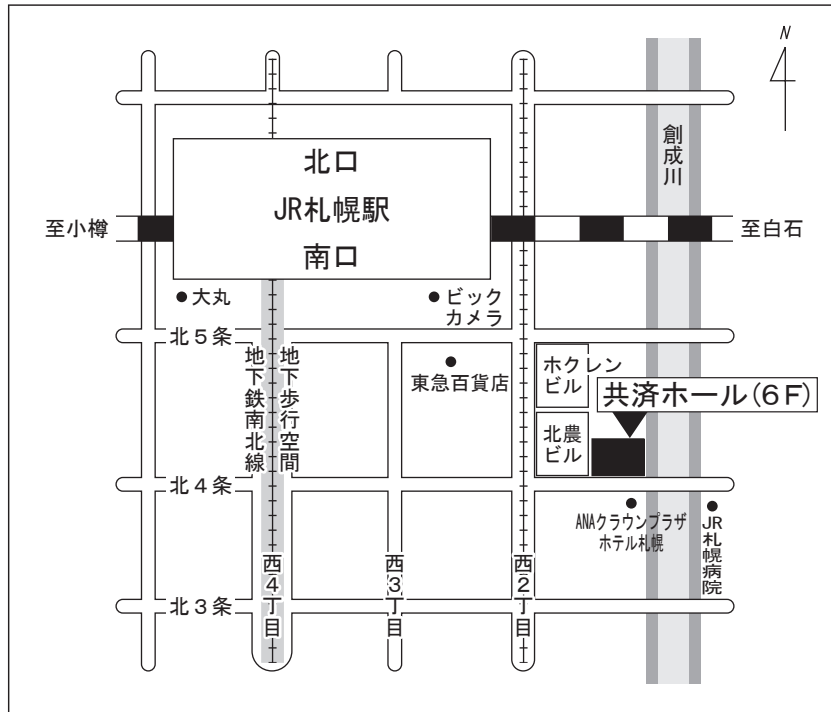 N
創成川
北口
JR札幌駅
南口
至小樽
至白石
大丸
ビック
カメラ
北5条
地下鉄南北線
地下歩行空間
東急百貨店
ホクレン
ビル
共済ホール(6F)
北農
ビル
北4条
ANAクラウンプラザ
ホテル札幌
JR札幌病院
西4丁目
西3丁目
西2丁目
北3条